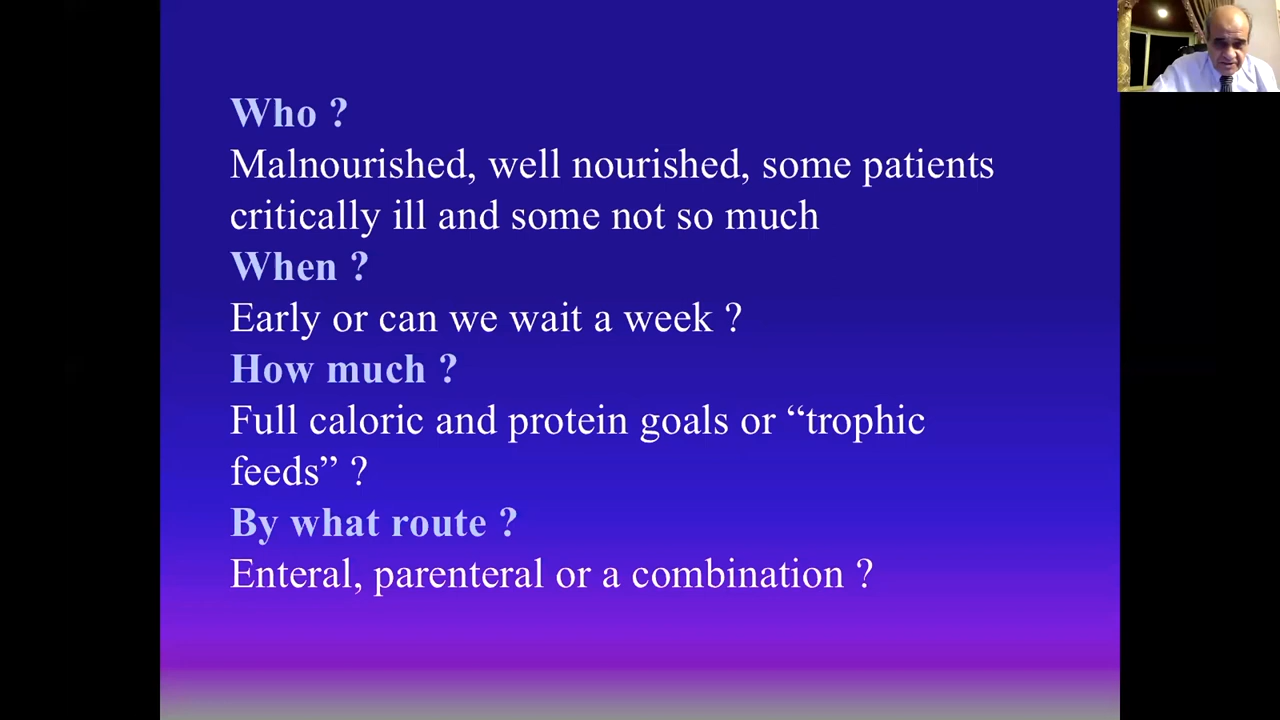 Who ?
Malnourished, well nourished, some patients
critically ill and some not so much
When ?
Early or can we wait a week ?
How much ?
Full caloric and protein goals or “trophic
feeds” ?
By what route ?
Enteral, parenteral or a combination ?